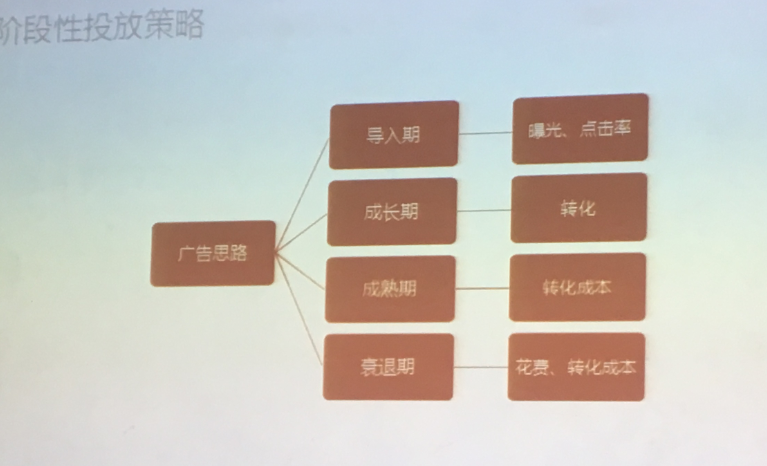 阶段性投放策略
导入期
曝光、点击率
成长期
转化
广告思路
成熟期
转化成本
衰退期
花费、转化成本